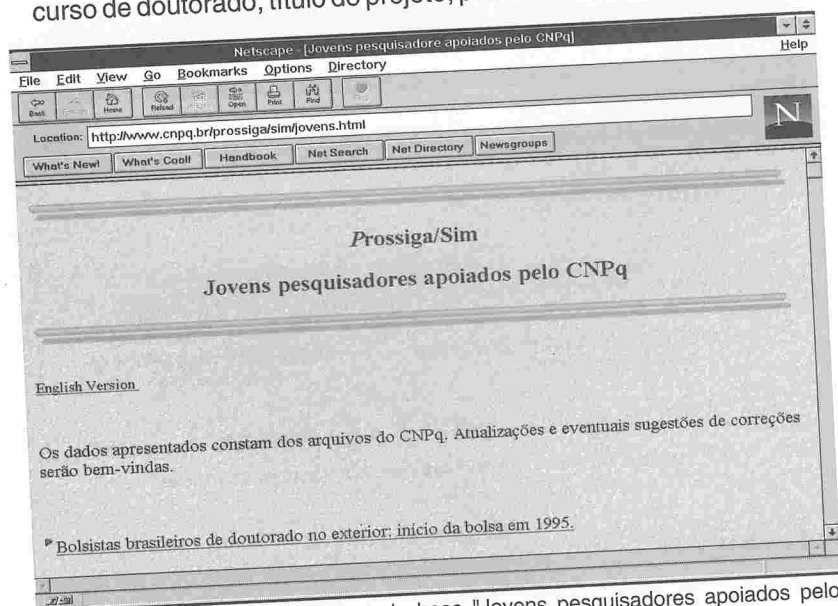 curso de doutorado, título do projeto,
Netscape - [Jovens pesquisadore apoiados pelo CNPq]
File Edit View Go Bookmarks Options Directory Help
Back Home Reload Open Print Find
Location: http://www.cnpq.br/prossiga/sim/jovens.html
N
What's New! What's Cool! Handbook Net Search Net Directory Newsgroups
Prossiga/Sim
Jovens pesquisadores apoiados pelo CNPq
English Version
Os dados apresentados constam dos arquivos do CNPq. Atualizações e eventuais sugestões de correções
serão bem-vindas.
Bolsistas brasileiros de doutorado no exterior: início da bolsa em 1995.
base "Jovens pesquisadores apoiados pelo